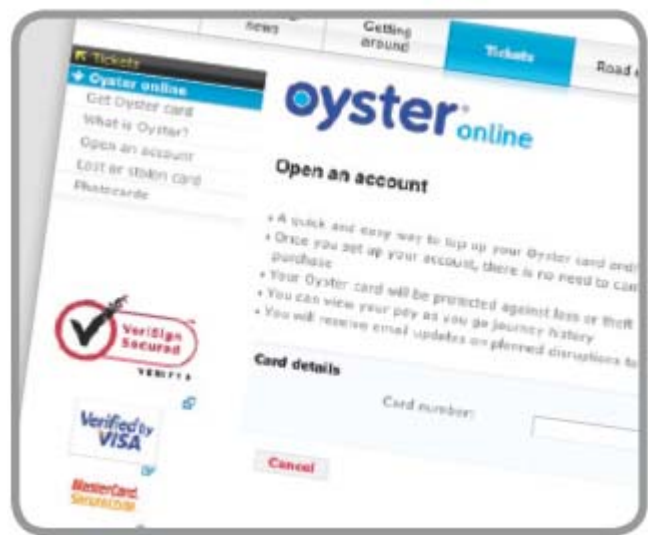 news
Getting
around
Tickets
Road
Tickets
Oyster online
Get Oyster card
What is Oyster?
Open an account
Lost or stolen card
Photocards
oyster online
Open an account
A quick and easy way to top up your Oyster card and
Once you set up your account, there is no need to
purchase
Your Oyster card will be protected against loss or theft
You can view your pay as you go journey history
You will receive email updates on planned disruptions to
Card details
Card number:
Cancel
VeriSign
Secured
VERIFY
Verified by
VISA
MasterCard.
SecureCode